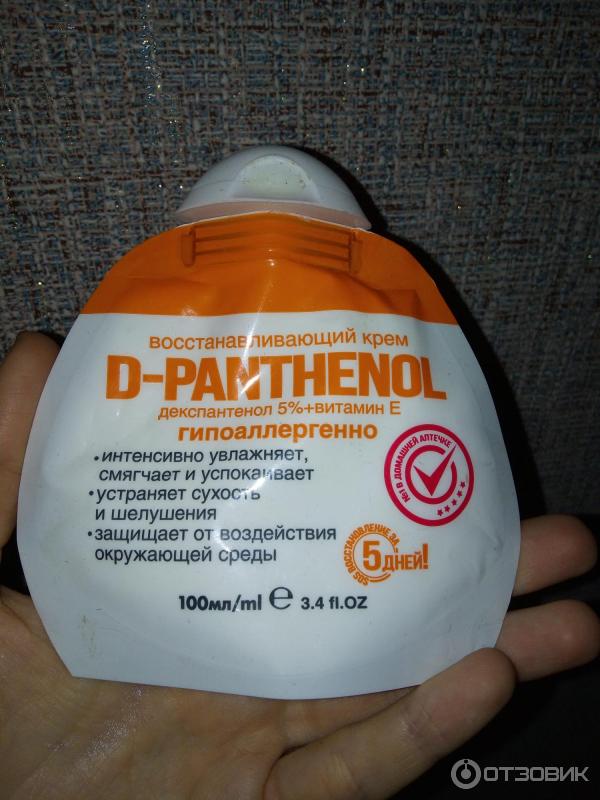 восстанавливающий крем
D-PANTHENOL
декспантенол 5%+витамин Е
гипоаллергенно
•интенсивно увлажняет,
смягчает и успокаивает
•устраняет сухость
и шелушения
•защищает от воздействия
окружающей среды
№1 В ДОМАШНЕЙ АПТЕЧКЕ
SOS ВОССТАНОВЛЕНИЕ ЗА
5 ДНЕЙ!
100мл/ml e 3.4 fl.OZ
ОТЗОВИК